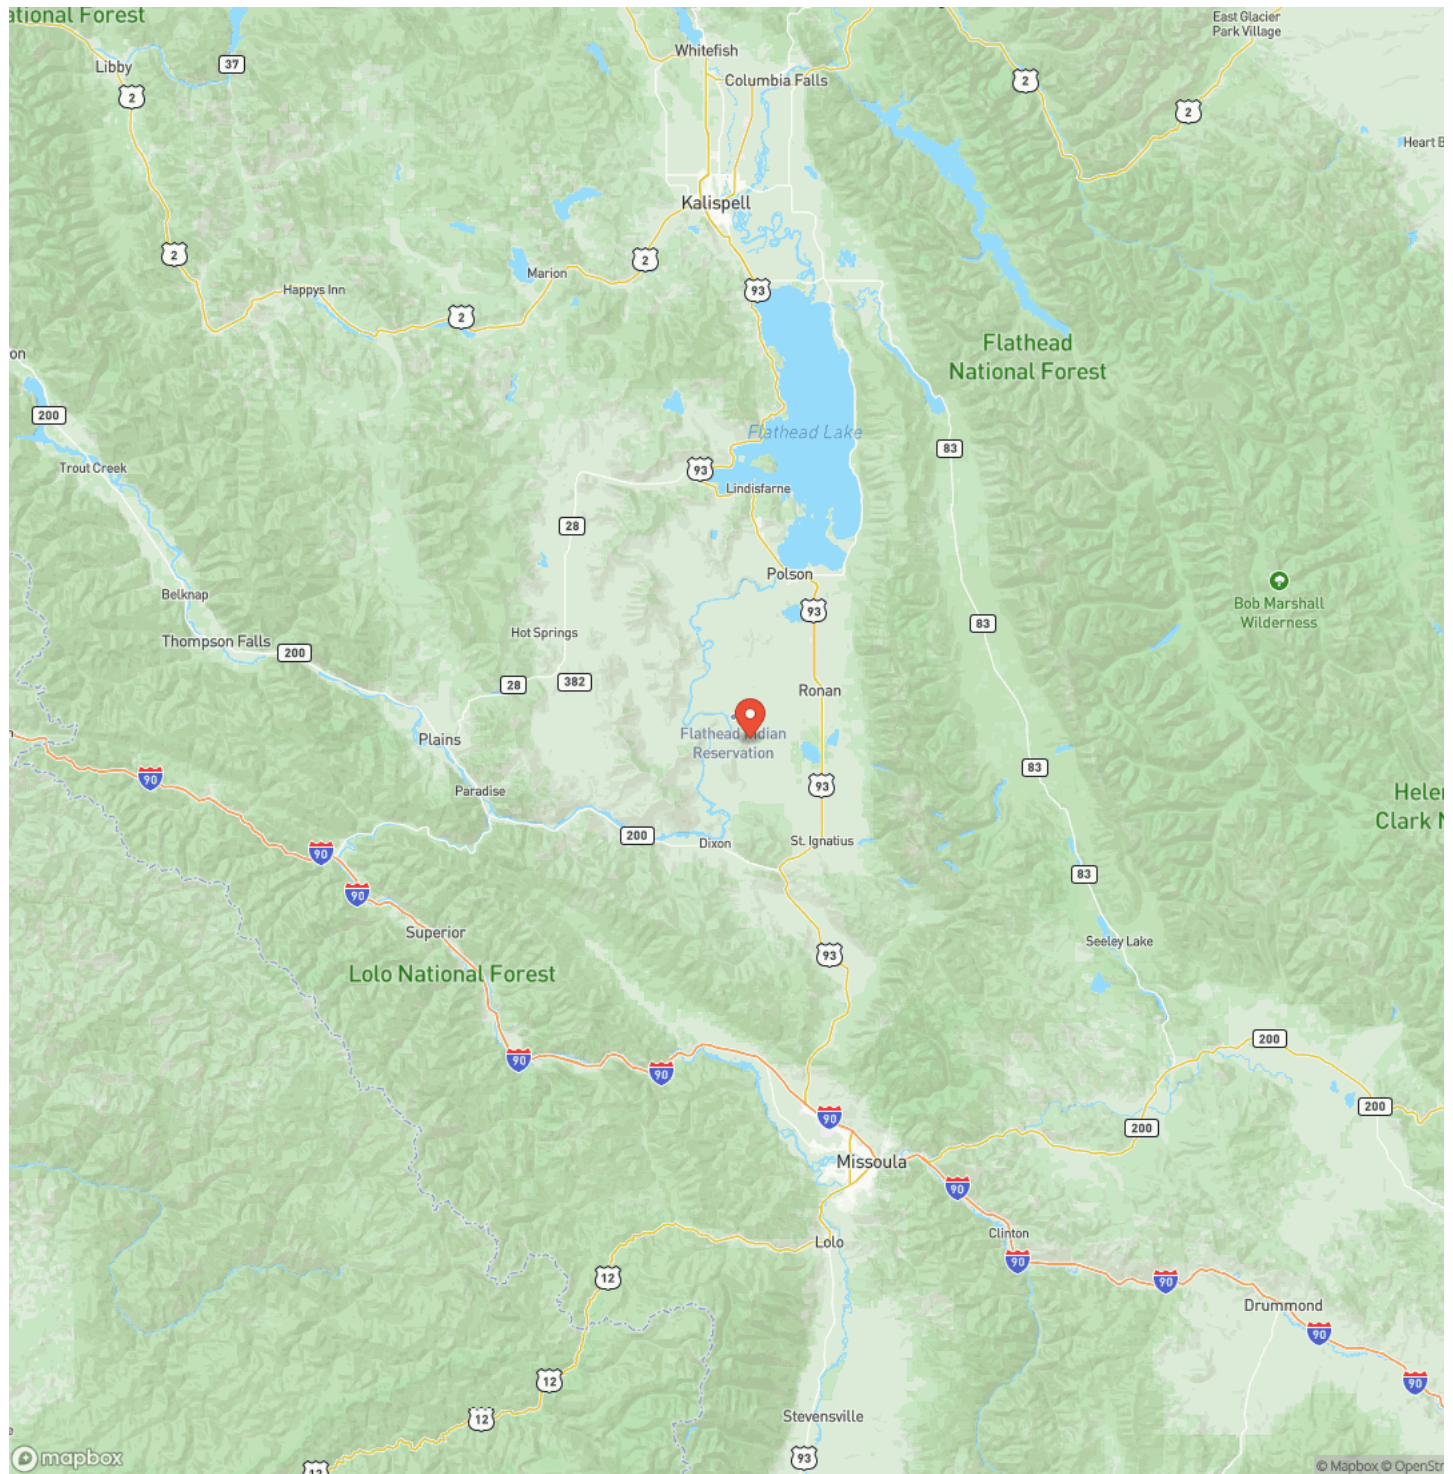 ational Forest
East Glacier
Park Village
Whitefish
37
Libby
Columbia Falls
2
2
2
Heart B
Kalispell
2
2
Marion
93
Happys Inn
2
Flathead
National Forest
on
200
Flathead Lake
83
Trout Creek
93
Lindisfarne
28
Polson
Bob Marshall
Wilderness
Belknap
93
83
Hot Springs
Thompson Falls
200
28
382
Ronan
Flathead Indian
Reservation
Plains
83
90
93
Paradise
Helen
Clark N
200
Dixon
St. Ignatius
90
83
90
Superior
Seeley Lake
93
Lolo National Forest
200
90
90
200
90
200
Missoula
90
Clinton
Lolo
90
12
90
Drummond
90
12
90
12
Stevensville
e
93
12
mapbox
© Mapbox © OpenStr